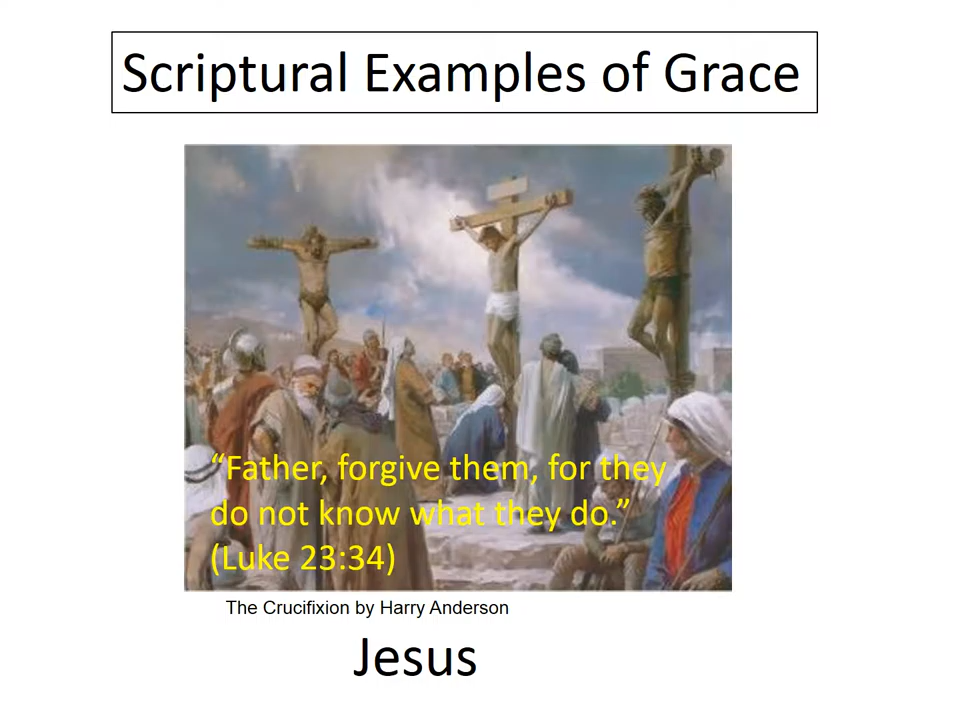 Scriptural Examples of Grace
“Father, forgive them, for they
do not know what they do.”
(Luke 23:34)
The Crucifixion by Harry Anderson
Jesus